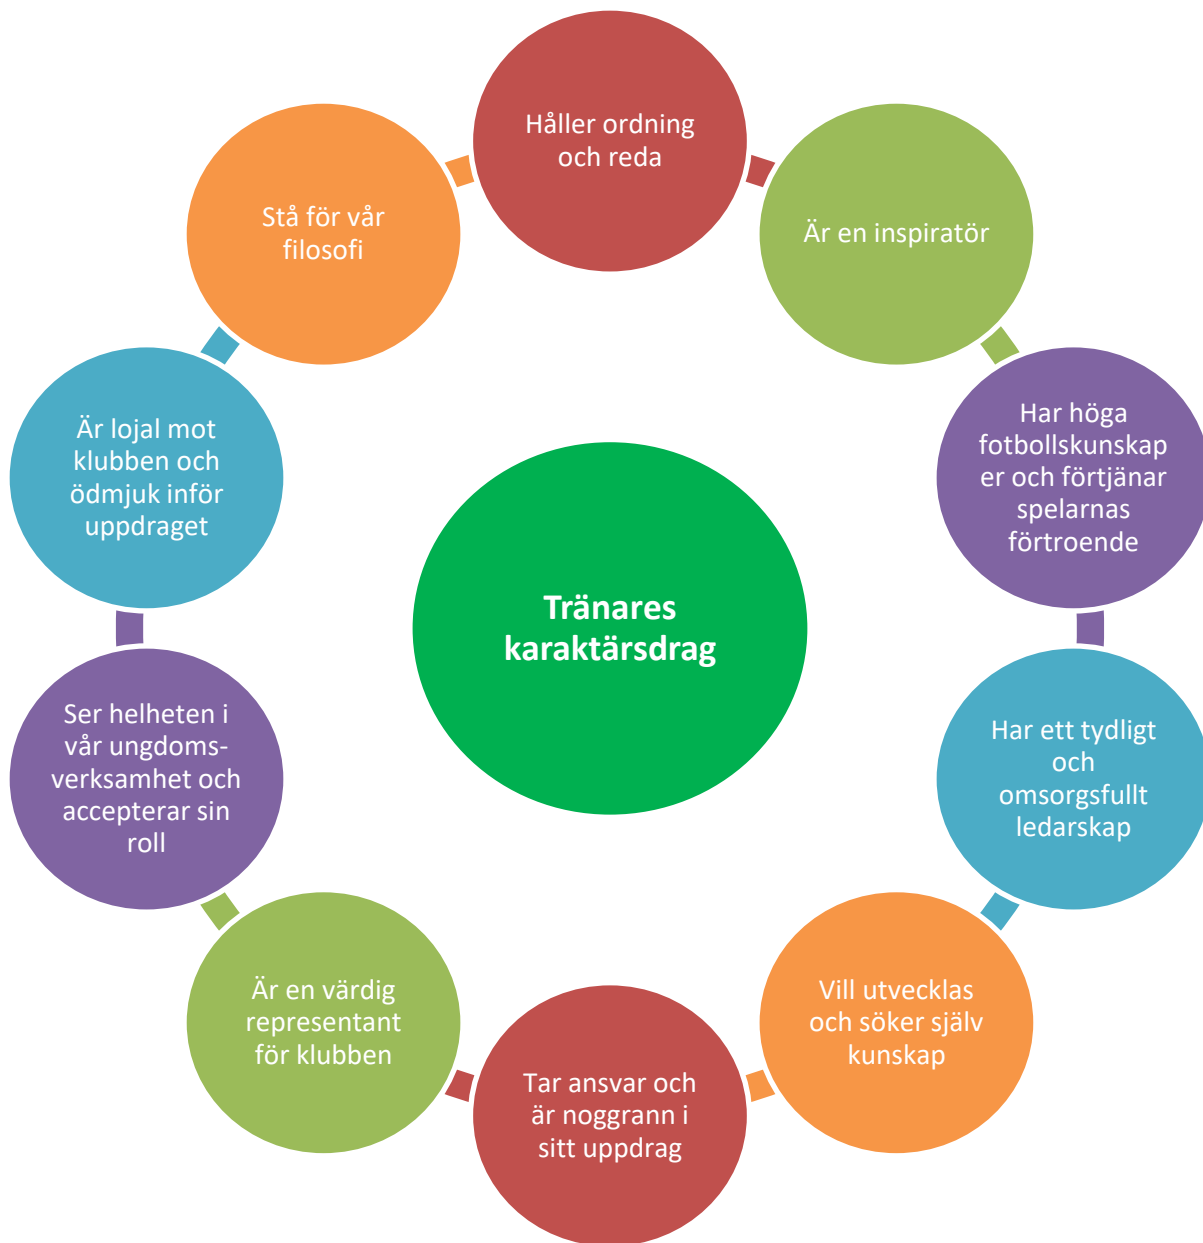 Håller ordning
och reda
Är en inspiratör
Har höga
fotbollskunskap
er och förtjänar
spelarnas
förtroende
Har ett tydligt
och
omsorgsfullt
ledarskap
Vill utvecklas
och söker själv
kunskap
Tar ansvar och
är noggrann i
sitt uppdrag
Är en värdig
representant
för klubben
Ser helheten i
vår ungdoms-
verksamhet och
accepterar sin
roll
Är lojal mot
klubben och
ödmjuk inför
uppdraget
Stå för vår
filosofi
Tränares
karaktärsdrag